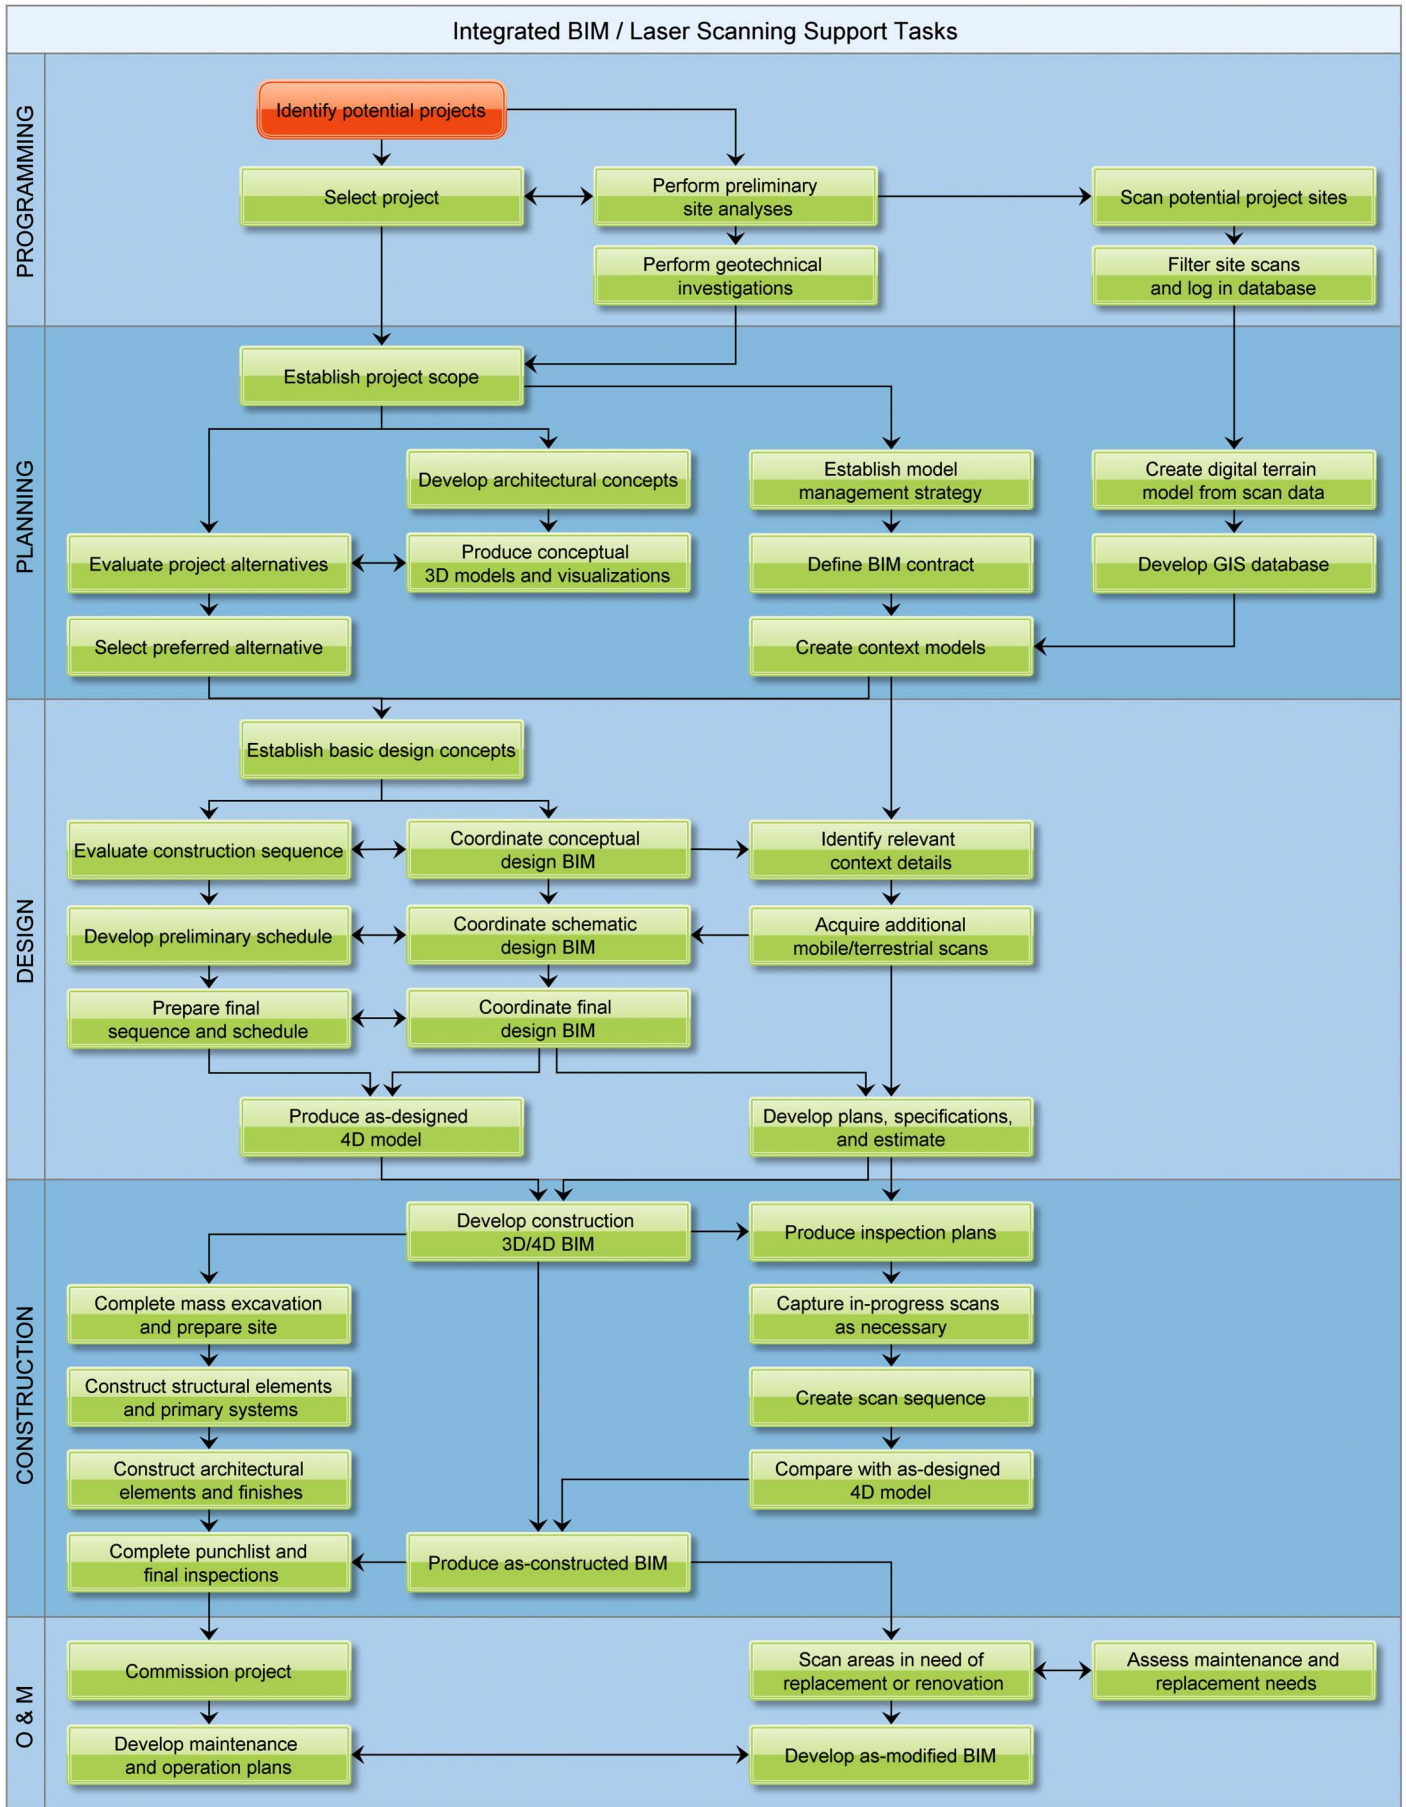 Integrated BIM / Laser Scanning Support Tasks
PROGRAMMING
Identify potential projects
Select project
Perform preliminary
site analyses
Scan potential project sites
Perform geotechnical
investigations
Filter site scans
and log in database
PLANNING
Establish project scope
Develop architectural concepts
Establish model
management strategy
Create digital terrain
model from scan data
Evaluate project alternatives
Produce conceptual
3D models and visualizations
Define BIM contract
Develop GIS database
Select preferred alternative
Create context models
DESIGN
Establish basic design concepts
Evaluate construction sequence
Coordinate conceptual
design BIM
Identify relevant
context details
Develop preliminary schedule
Coordinate schematic
design BIM
Acquire additional
mobile/terrestrial scans
Prepare final
sequence and schedule
Coordinate final
design BIM
Produce as-designed
4D model
Develop plans, specifications,
and estimate
CONSTRUCTION
Develop construction
3D/4D BIM
Produce inspection plans
Complete mass excavation
and prepare site
Capture in-progress scans
as necessary
Construct structural elements
and primary systems
Create scan sequence
Construct architectural
elements and finishes
Compare with as-designed
4D model
Complete punchlist and
final inspections
Produce as-constructed BIM
O & M
Commission project
Scan areas in need of
replacement or renovation
Assess maintenance and
replacement needs
Develop maintenance
and operation plans
Develop as-modified BIM